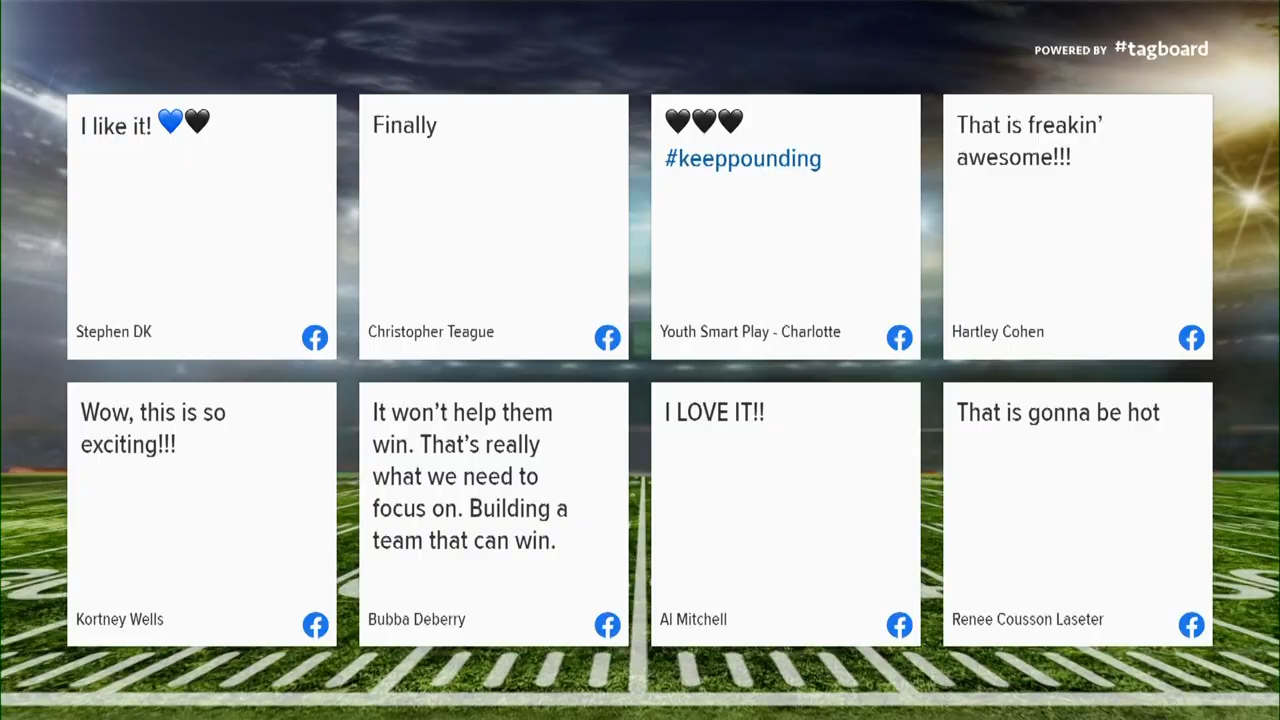 POWERED BY #tagboard
I like it! 💙🖤
Stephen DK
Finally
Christopher Teague
🖤🖤🖤
#keeppounding
Youth Smart Play - Charlotte
That is freakin’
awesome!!!
Hartley Cohen
Wow, this is so
exciting!!!
Kortney Wells
It won’t help them
win. That’s really
what we need to
focus on. Building a
team that can win.
Bubba Deberry
I LOVE IT!!
Al Mitchell
That is gonna be hot
Renee Cousson Laseter